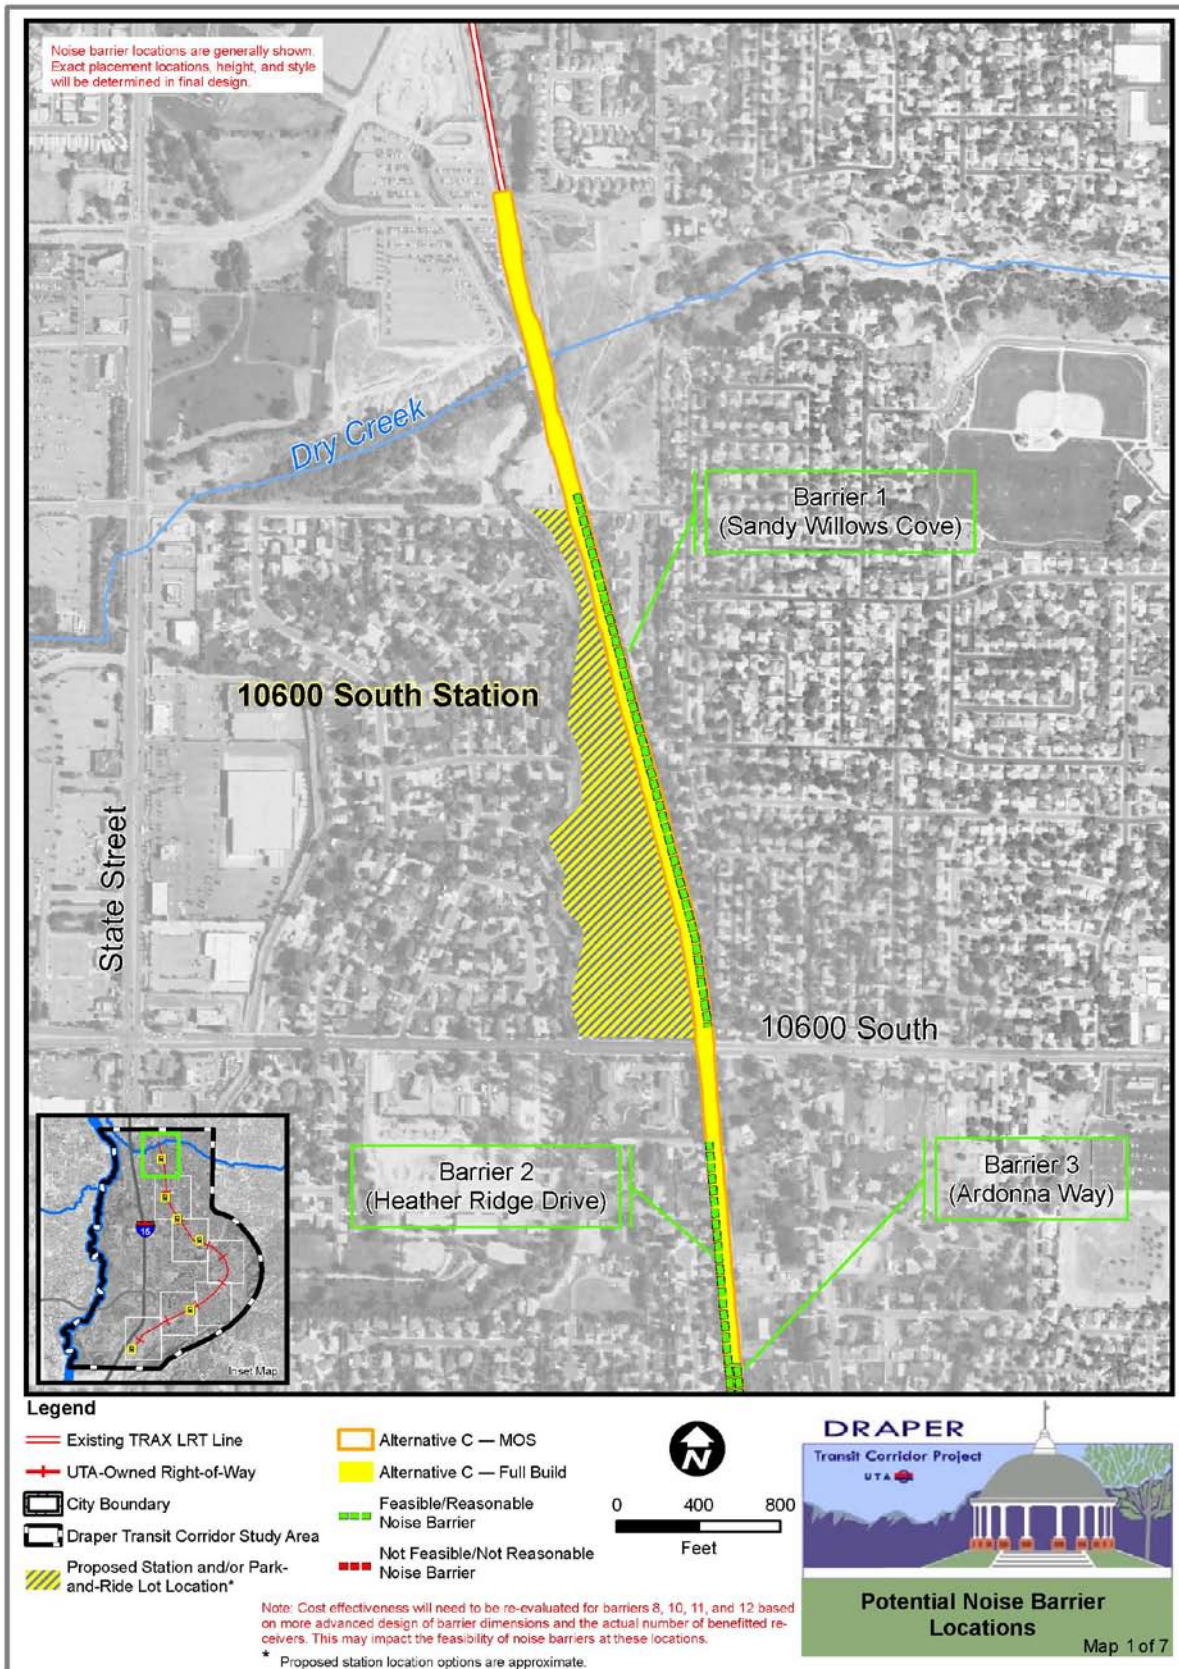 Noise barrier locations are generally shown.
Exact placement locations, height, and style
will be determined in final design.
Dry Creek
Barrier 1
(Sandy Willows Cove)
10600 South Station
State Street
10600 South
Barrier 2
(Heather Ridge Drive)
Barrier 3
(Ardonna Way)
15
Inset Map
Legend
Existing TRAX LRT Line
UTA-Owned Right-of-Way
City Boundary
Draper Transit Corridor Study Area
Proposed Station and/or Park-
and-Ride Lot Location*
Alternative C — MOS
Alternative C — Full Build
Feasible/Reasonable
Noise Barrier
Not Feasible/Not Reasonable
Noise Barrier
N
0 400 800
Feet
Note: Cost effectiveness will need to be re-evaluated for barriers 8, 10, 11, and 12 based
on more advanced design of barrier dimensions and the actual number of benefitted re-
ceivers. This may impact the feasibility of noise barriers at these locations.
* Proposed station location options are approximate.
DRAPER
Transit Corridor Project
UTA
Potential Noise Barrier
Locations
Map 1 of 7